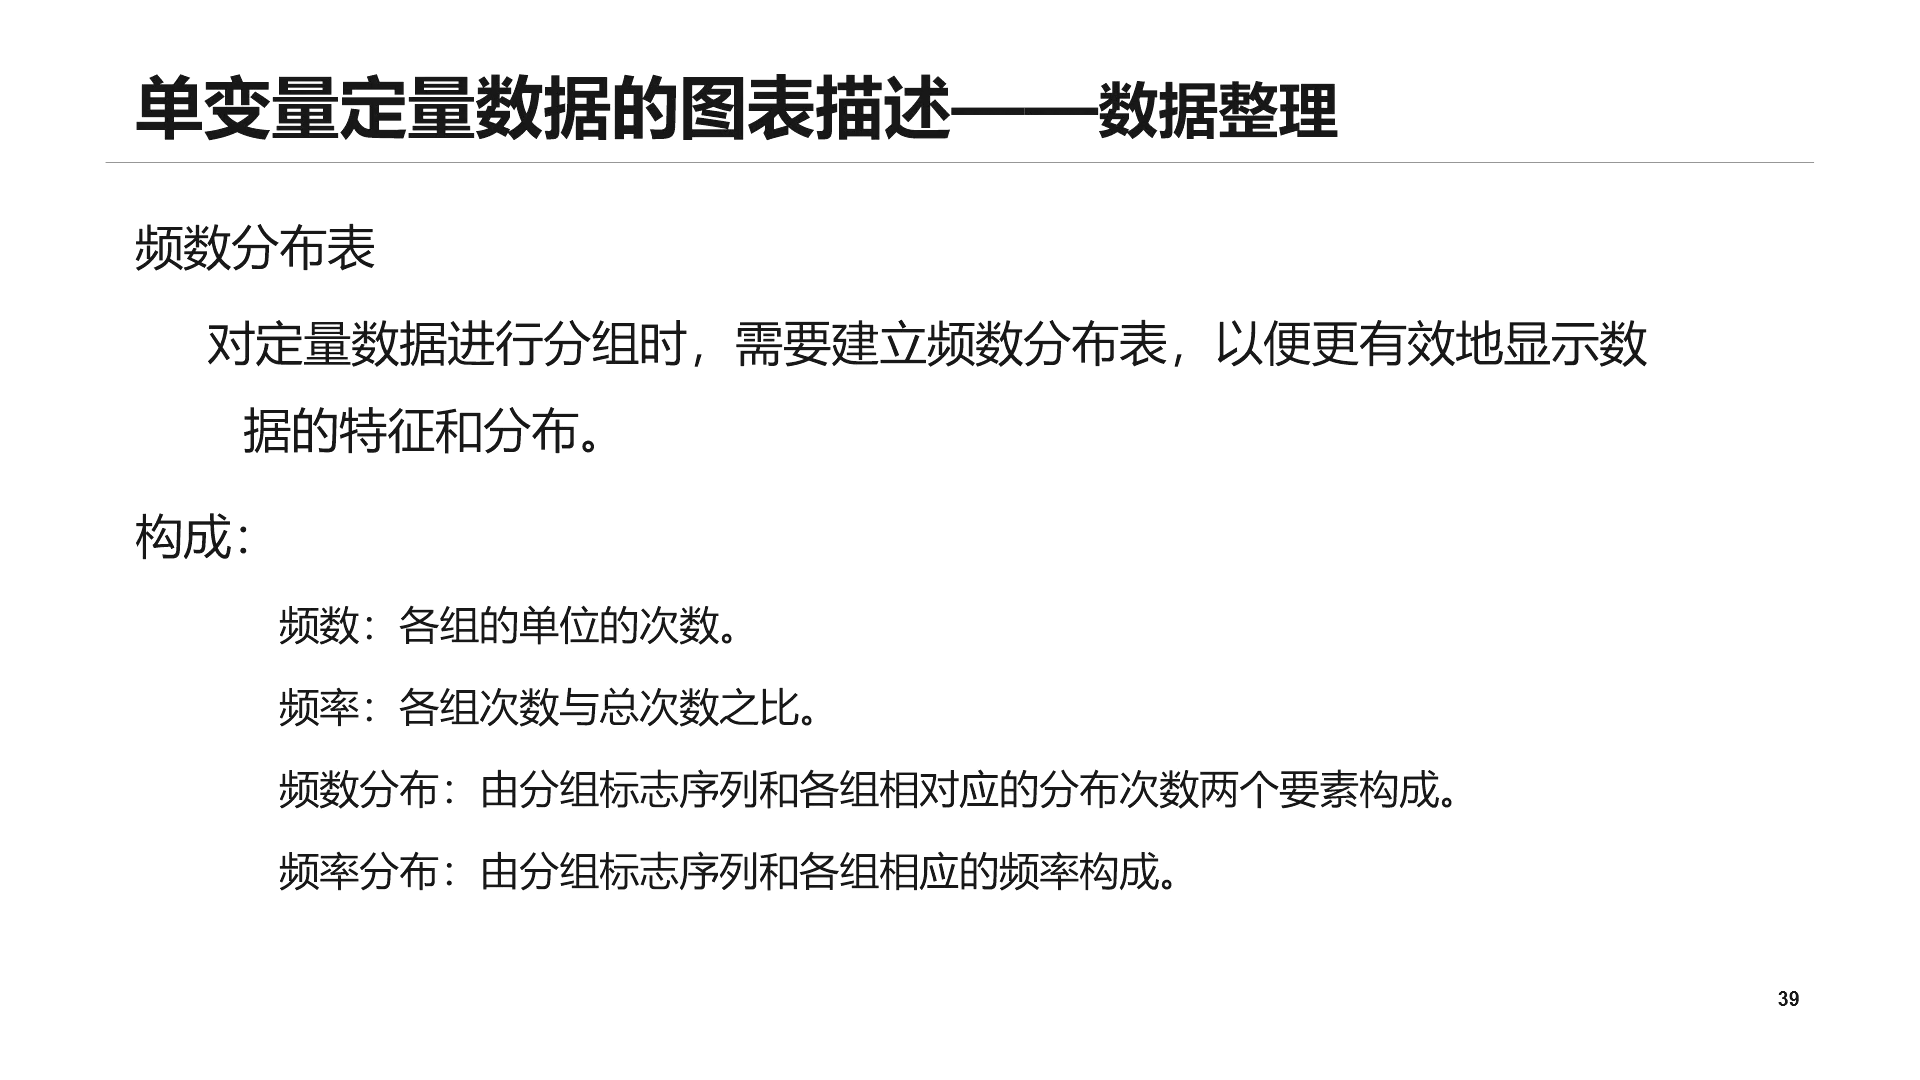 单变量定量数据的图表描述——数据整理
频数分布表
对定量数据进行分组时，需要建立频数分布表，以便更有效地显示数
据的特征和分布。
构成：
频数：各组的单位的次数。
频率：各组次数与总次数之比。
频数分布：由分组标志序列和各组相对应的分布次数两个要素构成。
频率分布：由分组标志序列和各组相应的频率构成。
39